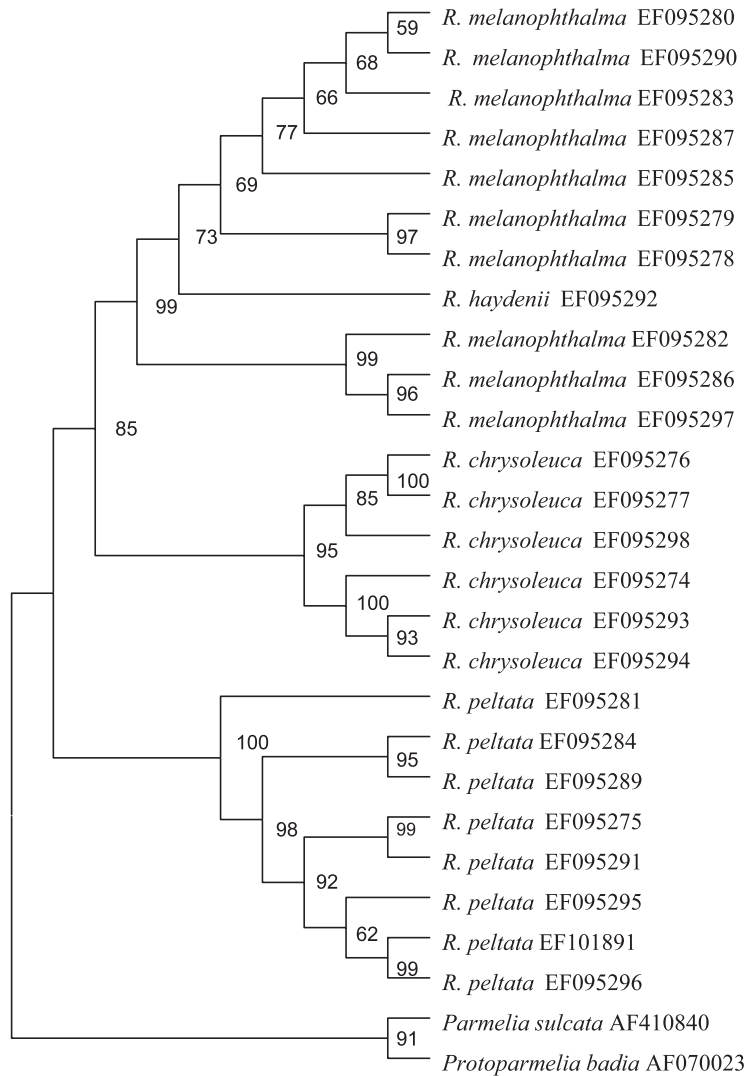 R. melanophthalma EF095280
59
R. melanophthalma EF095290
68
R. melanophthalma EF095283
66
R. melanophthalma EF095287
77
R. melanophthalma EF095285
69
R. melanophthalma EF095279
73
97
R. melanophthalma EF095278
R. haydenii EF095292
99
R. melanophthalma EF095282
99
R. melanophthalma EF095286
96
R. melanophthalma EF095297
85
R. chrysoleuca EF095276
100
R. chrysoleuca EF095277
85
R. chrysoleuca EF095298
95
R. chrysoleuca EF095274
100
R. chrysoleuca EF095293
93
R. chrysoleuca EF095294
R. peltata EF095281
100
R. peltata EF095284
95
R. peltata EF095289
R. peltata EF095275
98
99
R. peltata EF095291
92
R. peltata EF095295
62
R. peltata EF101891
99
R. peltata EF095296
Parmelia sulcata AF410840
91
Protoparmelia badia AF070023